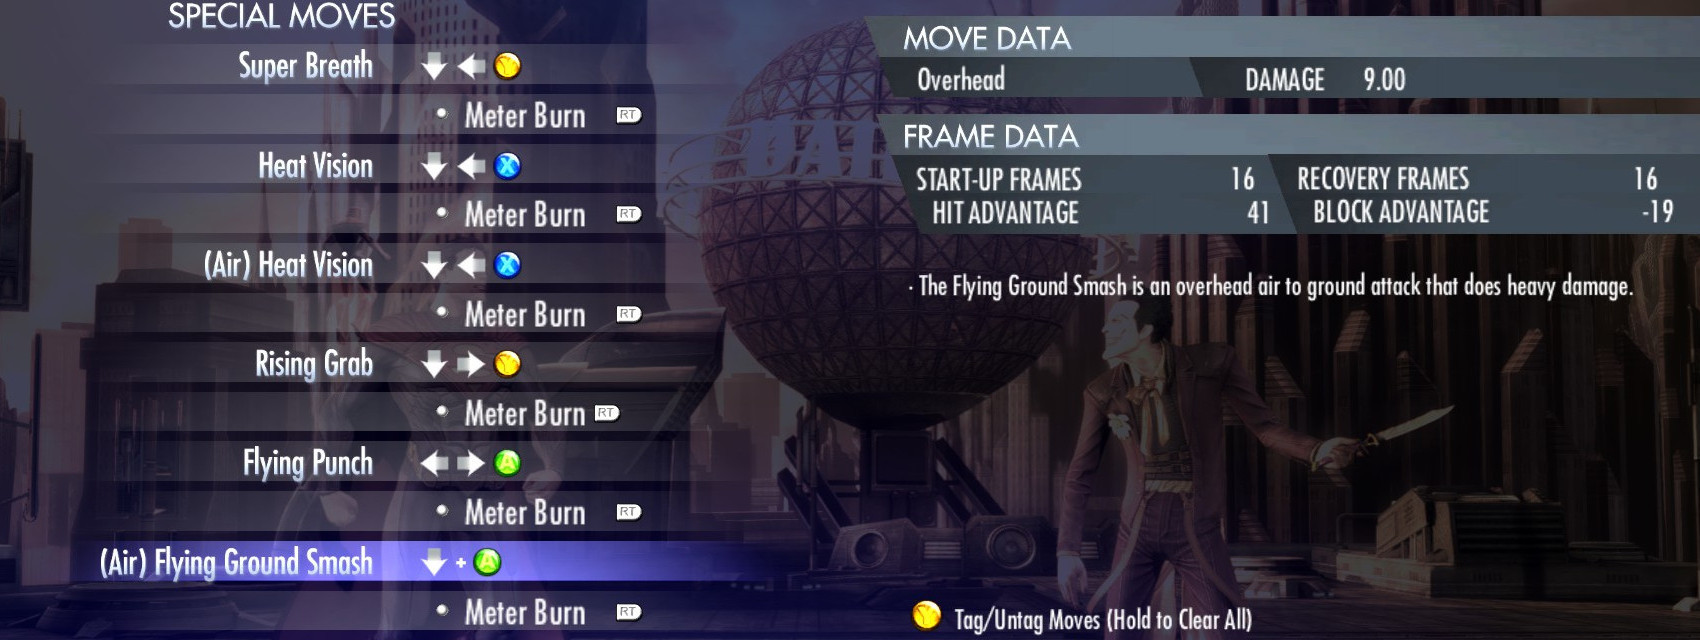 SPECIAL MOVES
Super Breath
Meter Burn RT
Heat Vision X
Meter Burn RT
(Air) Heat Vision X
Meter Burn RT
Rising Grab Y
Meter Burn RT
Flying Punch A
Meter Burn RT
(Air) Flying Ground Smash + A
Meter Burn RT
MOVE DATA
Overhead DAMAGE 9.00
FRAME DATA
START-UP FRAMES 16 RECOVERY FRAMES 16
HIT ADVANTAGE 41 BLOCK ADVANTAGE -19
· The Flying Ground Smash is an overhead air to ground attack that does heavy damage.
Y Tag/Untag Moves (Hold to Clear All)